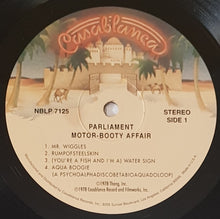 Casablanca
NBLP 7125
STEREO
SIDE 1
PARLIAMENT
MOTOR-BOOTY AFFAIR
1. MR. WIGGLES
2. RUMPOFSTEELSKIN
3. (YOU'RE A FISH AND I'M A) WATER SIGN
4. AQUA BOOGIE
(A PSYCHOALPHADISCOBETABIOAQUADOLOOP)
℗1978 Thang, Inc.
©1978 Casablanca Record and Filmworks, Inc.